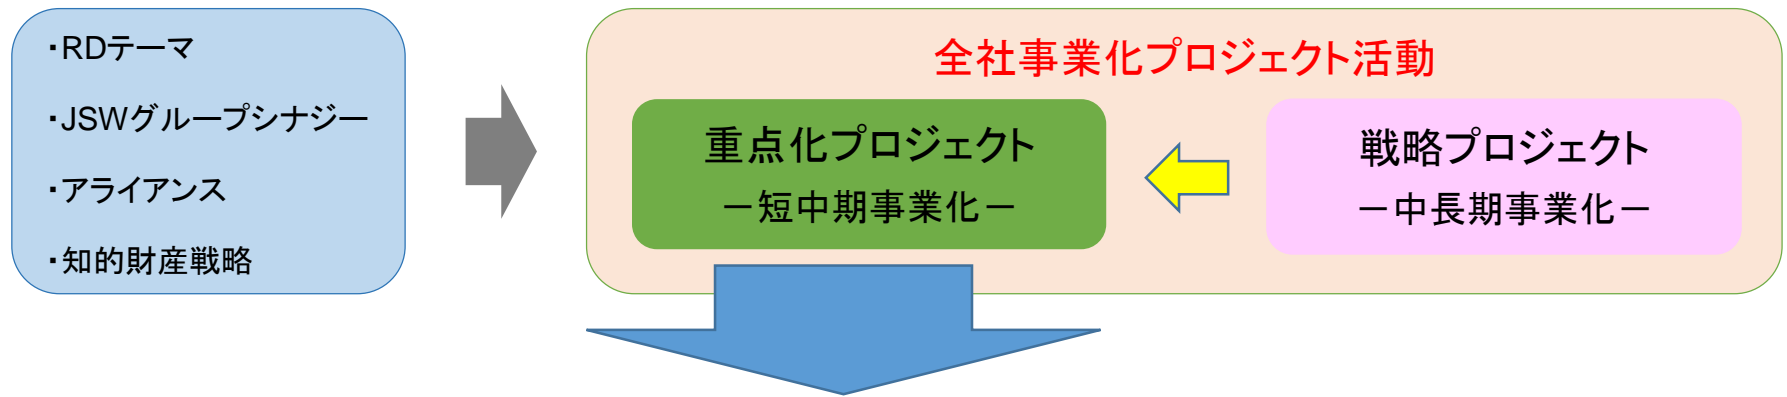 ・RDテーマ
・JSWグループシナジー
・アライアンス
・知的財産戦略
全社事業化プロジェクト活動
重点化プロジェクト
－短中期事業化－
戦略プロジェクト
－中長期事業化－